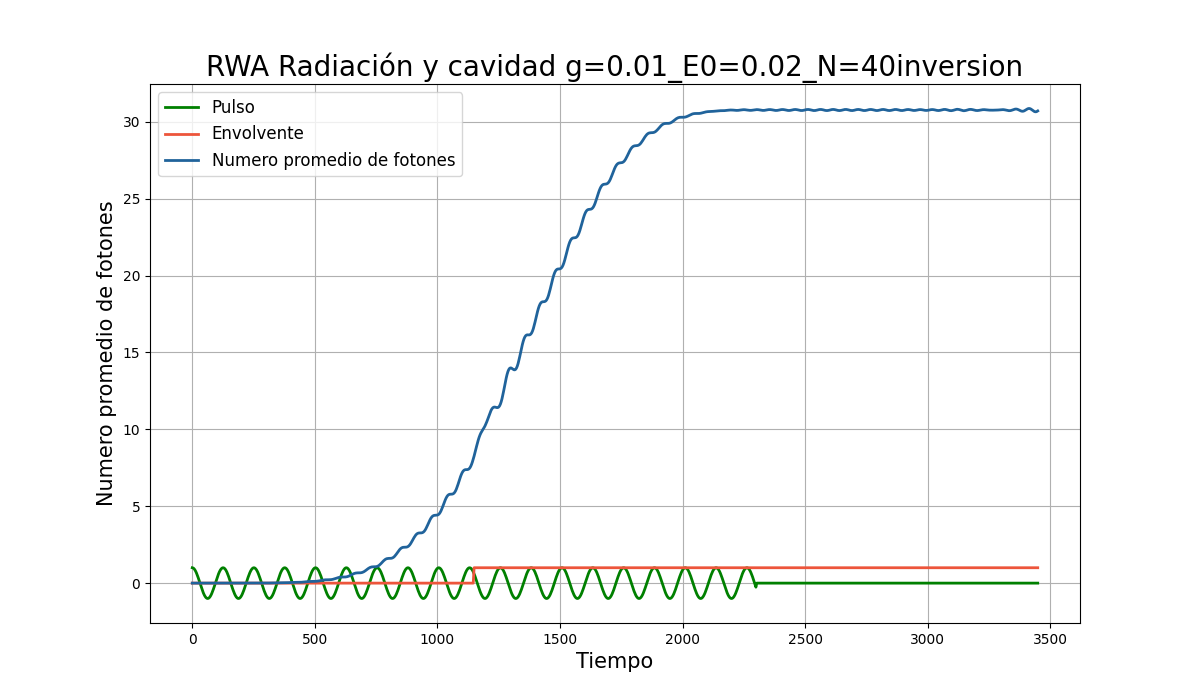 RWA Radiación y cavidad g=0.01_E0=0.02_N=40inversion
Pulso
Envolvente
Numero promedio de fotones
Numero promedio de fotones
30
25
20
15
10
5
0
0 500 1000 1500 2000 2500 3000 3500
Tiempo